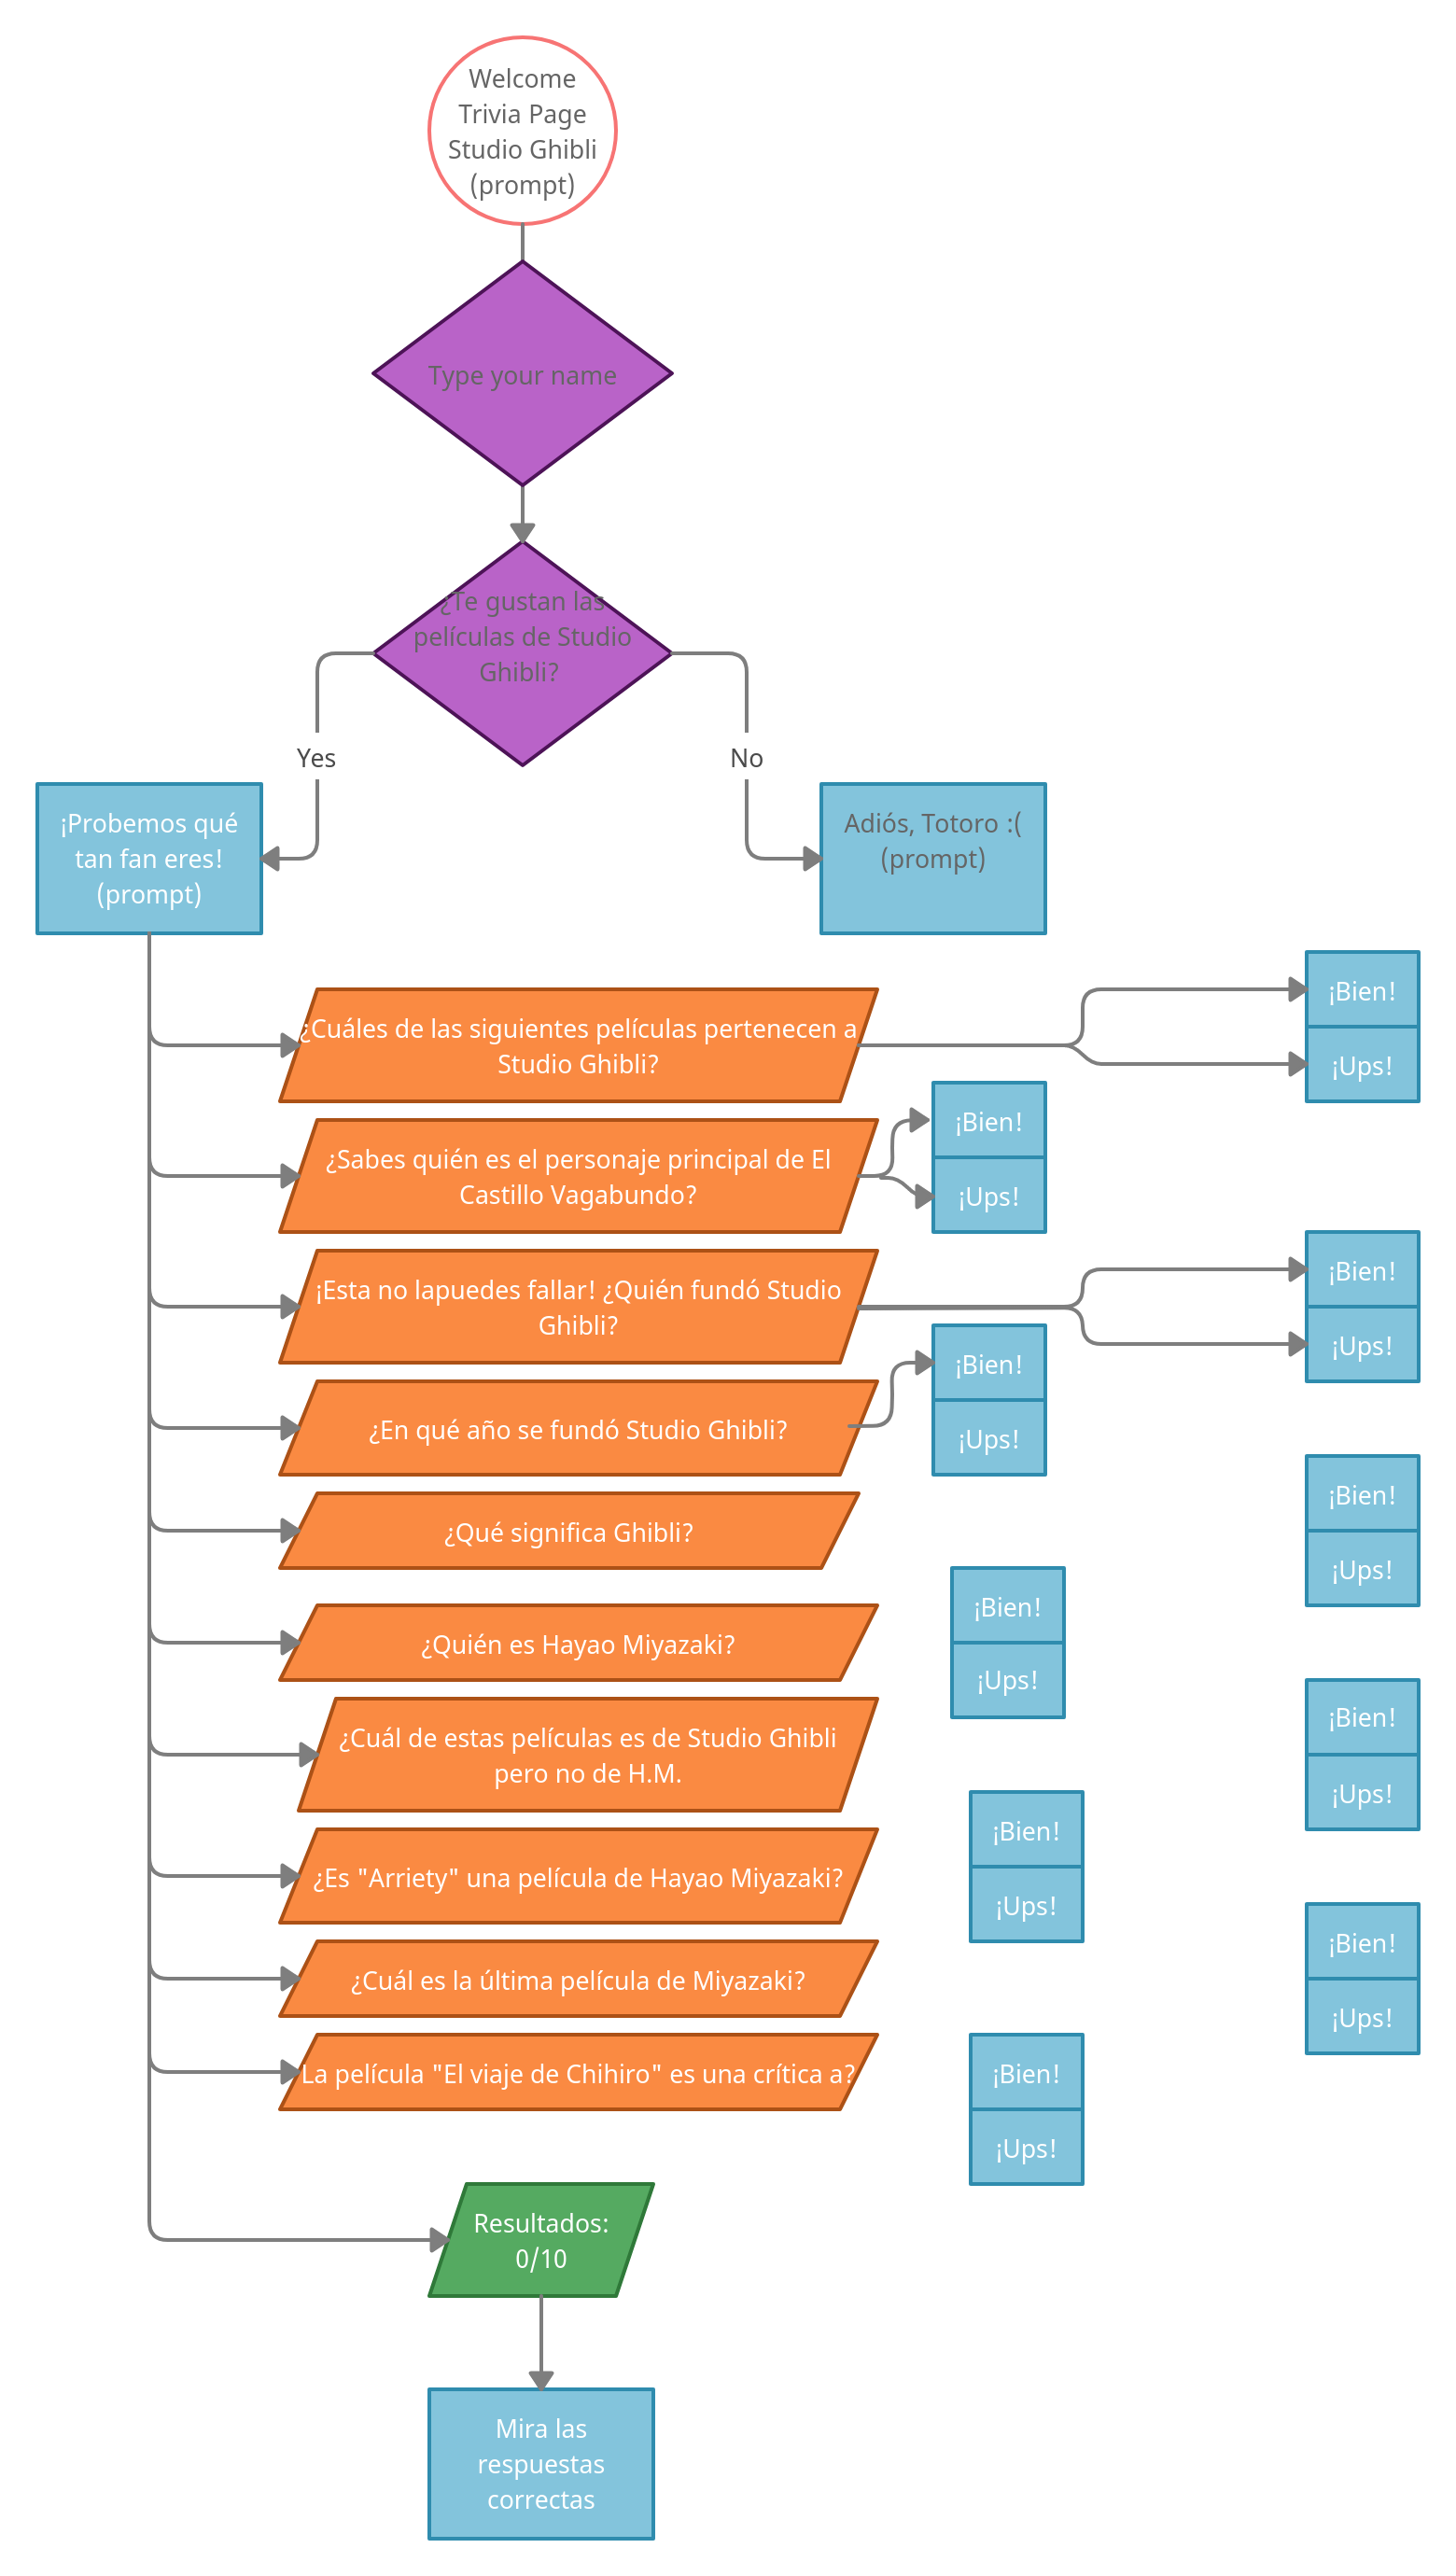 Welcome
Trivia Page
Studio Ghibli
(prompt)
Type your name
¿Te gustan las
películas de Studio
Ghibli?
Yes
No
¡Probemos qué
tan fan eres!
(prompt)
Adiós, Totoro :(
(prompt)
¿Cuáles de las siguientes películas pertenecen a
Studio Ghibli?
¡Bien!
¡Ups!
¿Sabes quién es el personaje principal de El
Castillo Vagabundo?
¡Bien!
¡Ups!
¡Esta no lapuedes fallar! ¿Quién fundó Studio
Ghibli?
¡Bien!
¡Ups!
¿En qué año se fundó Studio Ghibli?
¡Bien!
¡Ups!
¿Qué significa Ghibli?
¡Bien!
¡Ups!
¿Quién es Hayao Miyazaki?
¡Bien!
¡Ups!
¿Cuál de estas películas es de Studio Ghibli
pero no de H.M.
¡Bien!
¡Ups!
¿Es "Arriety" una película de Hayao Miyazaki?
¡Bien!
¡Ups!
¿Cuál es la última película de Miyazaki?
¡Bien!
¡Ups!
La película "El viaje de Chihiro" es una crítica a?
¡Bien!
¡Ups!
Resultados:
0/10
Mira las
respuestas
correctas